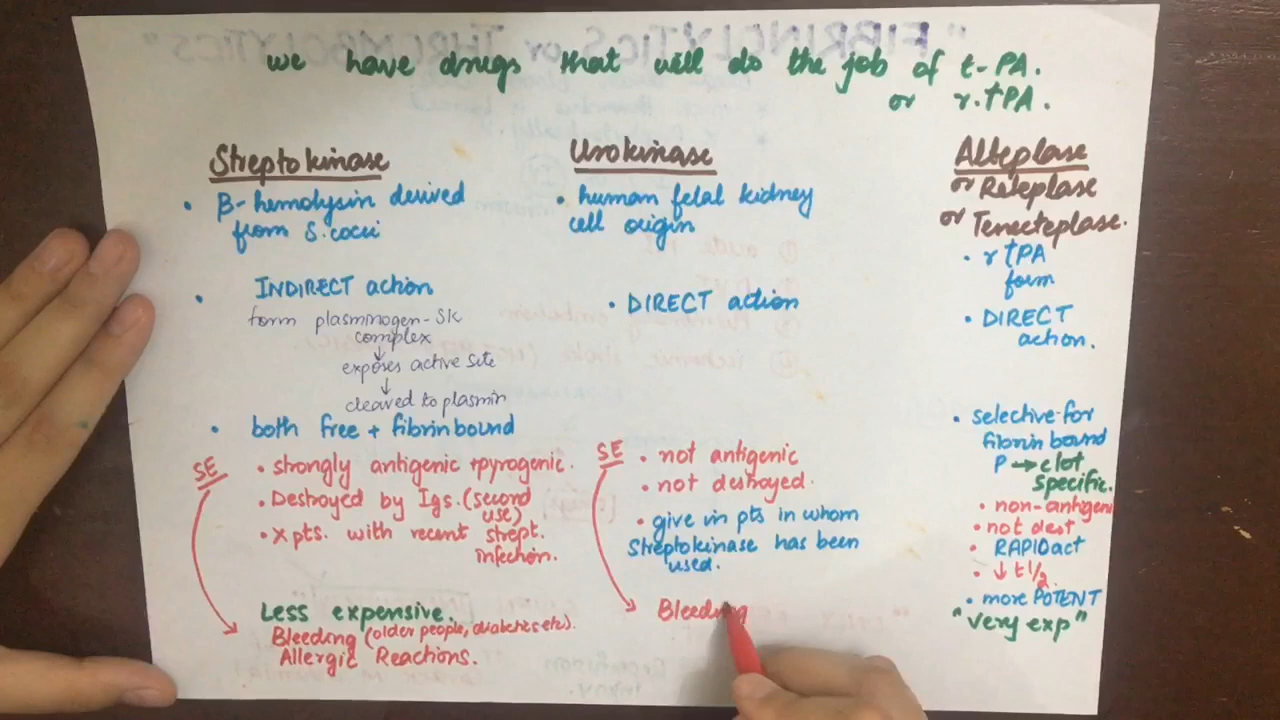 we have drugs that will do the job of t-PA.
or r.tPA.
Streptokinase
• β-hemolysin derived
from S.cocci
• INDIRECT action
form plasminogen-SK
complex
↓
exposes active site
↓
cleaved to plasmin
• both free + fibrinbound
SE
• strongly antigenic +pyrogenic.
• Destroyed by Igs. (second
use)
• X pts. with recent strept.
infection.
Less expensive.
Bleeding (older people, diabetes etc).
Allergic Reactions.
Urokinase
• human fetal kidney
cell origin
• DIRECT action
SE
• not antigenic
• not destroyed.
• give in pts in whom
Streptokinase has been
used.
Bleeding
Alteplase
or Reteplase
or Tenecteplase.
• rtPA
form
• DIRECT
action.
• selective for
fibrin bound
P → clot
specific.
• non-antigeni
• not dest
• RAPID act
• ↓ t1/2.
• more POTENT
"very exp"